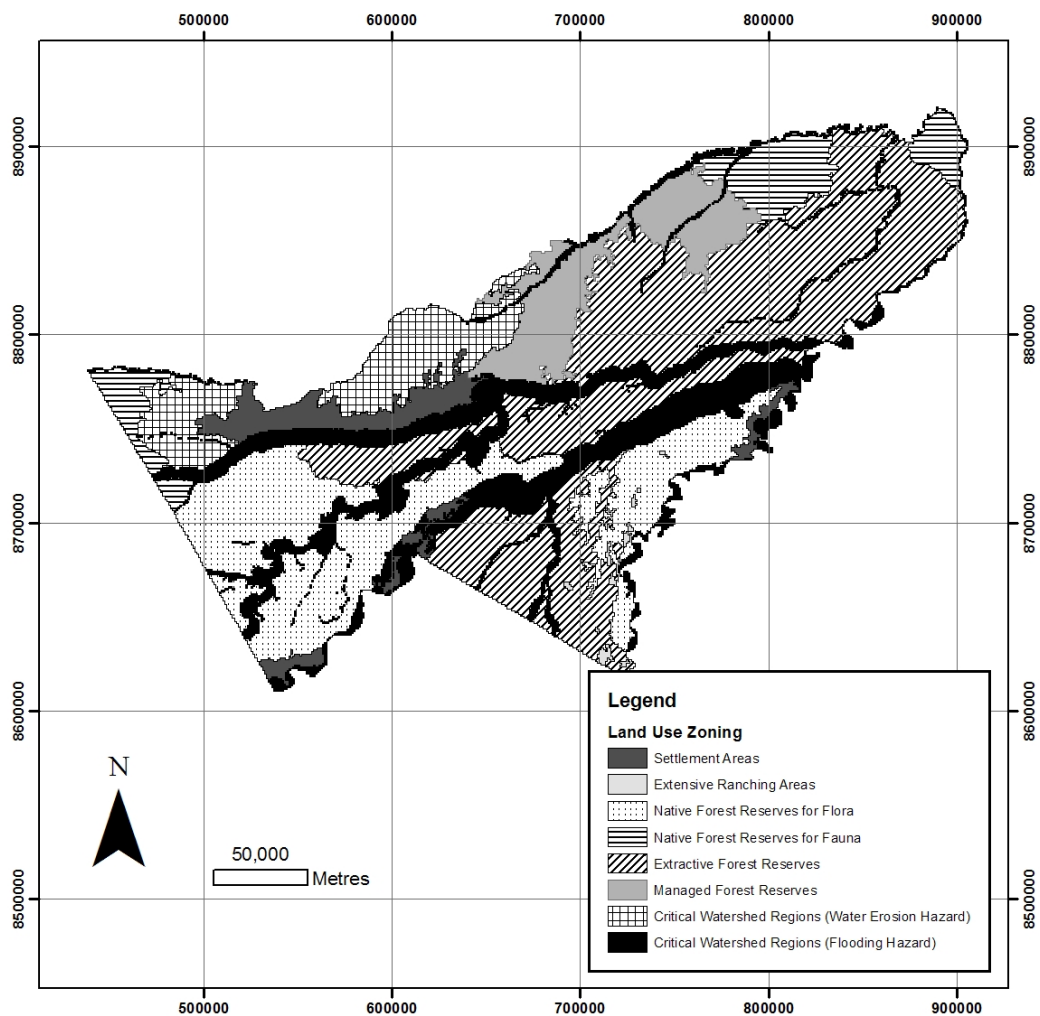 500000 600000 700000 800000 900000
8900000 8900000
8800000 8800000
8700000 8700000
8600000 8600000
8500000 8500000
Legend
Land Use Zoning
Settlement Areas
Extensive Ranching Areas
Native Forest Reserves for Flora
Native Forest Reserves for Fauna
Extractive Forest Reserves
Managed Forest Reserves
Critical Watershed Regions (Water Erosion Hazard)
Critical Watershed Regions (Flooding Hazard)
N
50,000
Metres
500000 600000 700000 800000 900000